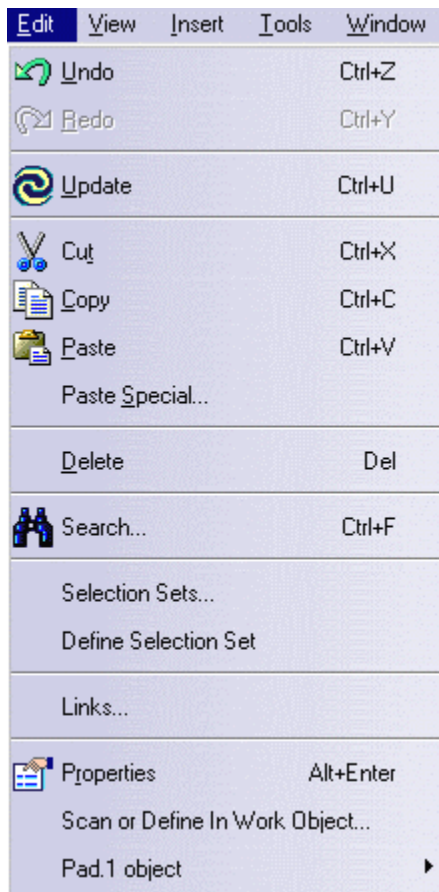 Edit View Insert Tools Window
Undo Ctrl+Z
Redo Ctrl+Y
Update Ctrl+U
Cut Ctrl+X
Copy Ctrl+C
Paste Ctrl+V
Paste Special...
Delete Del
Search... Ctrl+F
Selection Sets...
Define Selection Set
Links...
Properties Alt+Enter
Scan or Define In Work Object...
Pad.1 object